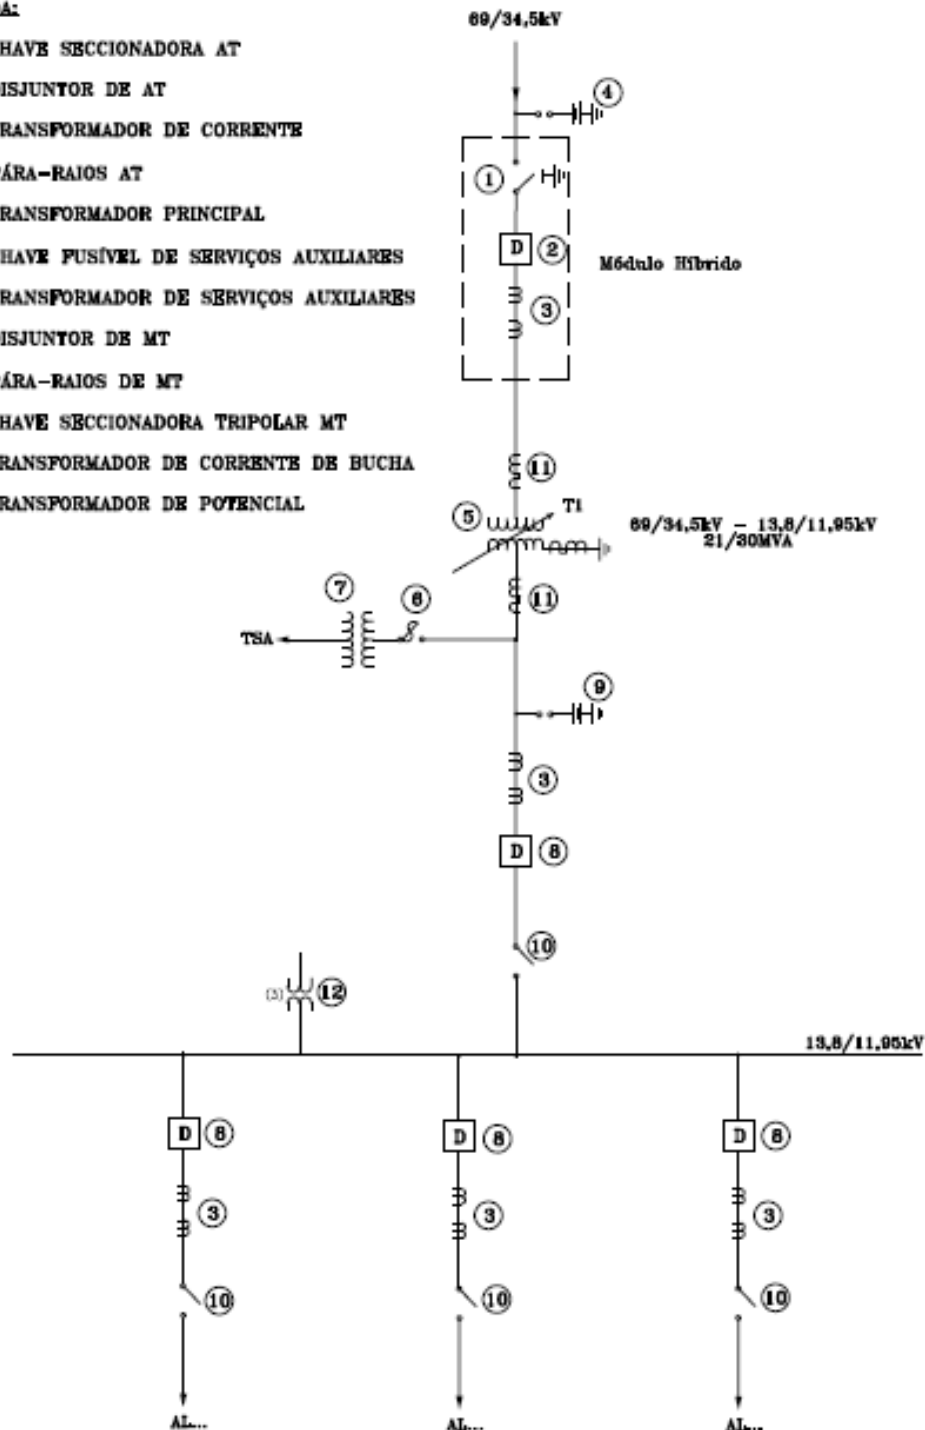 A:
HAVE SECCIONADORA AT
ISJUNTOR DE AT
RANSFORMADOR DE CORRENTE
ÁRA-RAIOS AT
RANSFORMADOR PRINCIPAL
HAVE FUSÍVEL DE SERVIÇOS AUXILIARES
RANSFORMADOR DE SERVIÇOS AUXILIARES
ISJUNTOR DE MT
ÁRA-RAIOS DE MT
HAVE SECCIONADORA TRIPOLAR MT
RANSFORMADOR DE CORRENTE DE BUCHA
RANSFORMADOR DE POTENCIAL
69/34,5kV
4
1
D 2
Módulo Híbrido
3
11
5 T1
69/34,5kV - 13,8/11,95kV
21/30MVA
11
7 6
TSA
9
3
D 8
10
(3) 12
13,8/11,95kV
D 8 D 8 D 8
3 3 3
10 10 10
AL... AL... AL...